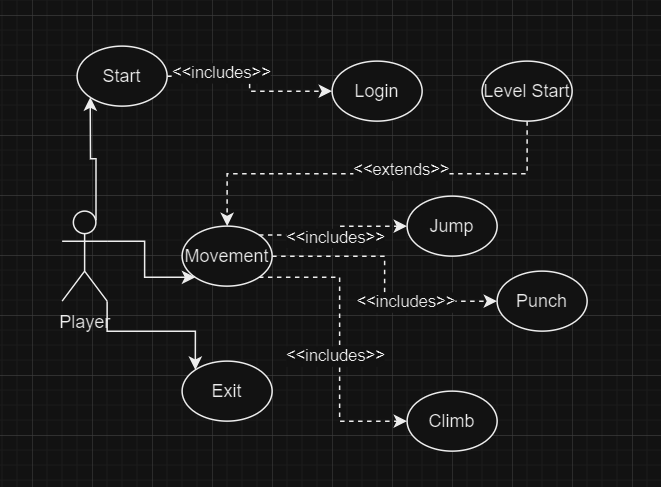 Start
<<includes>>
Login
Level Start
<<extends>>
Jump
<<includes>>
Movement
Punch
<<includes>>
Player
<<includes>>
Exit
Climb